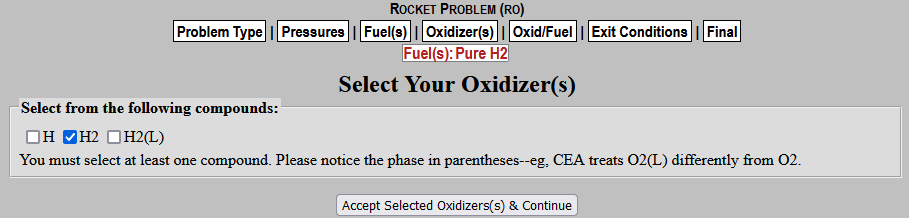 ROCKET PROBLEM (RO)
Problem Type | Pressures | Fuel(s) | Oxidizer(s) | Oxid/Fuel | Exit Conditions | Final
Fuel(s): Pure H2
Select Your Oxidizer(s)
Select from the following compounds:
H H2 H2(L)
You must select at least one compound. Please notice the phase in parentheses--eg, CEA treats O2(L) differently from O2.
Accept Selected Oxidizers(s) & Continue